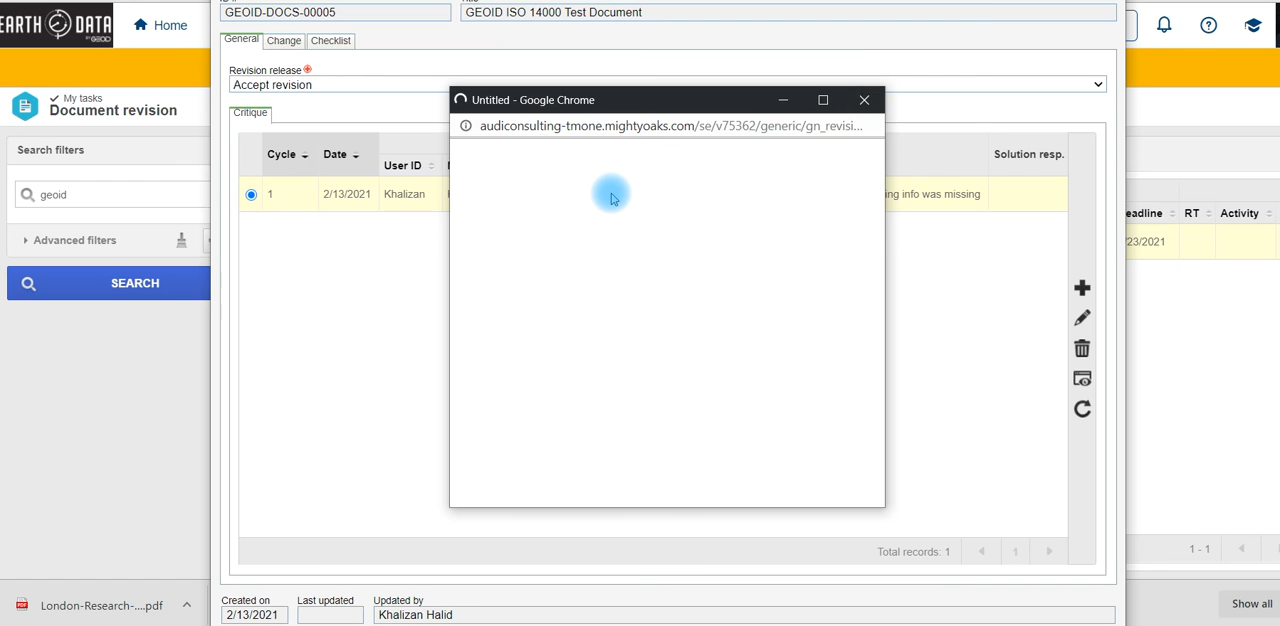 GEOID-DOCS-00005
GEOID ISO 14000 Test Document
EARTH DATA
BY GEOD
Home
General
Change
Checklist
Revision release
Accept revision
My tasks
Document revision
Untitled - Google Chrome
audiconsulting-tmone.mightyoaks.com/se/v75362/generic/gn_revisi...
Critique
Search filters
Cycle
Date
User ID
Solution resp.
geoid
1
2/13/2021
Khalizan
ing info was missing
eadline
RT
Activity
Advanced filters
23/2021
SEARCH
Total records: 1
1
1 - 1
Created on
Last updated
Updated by
2/13/2021
Khalizan Halid
London-Research-....pdf
Show all